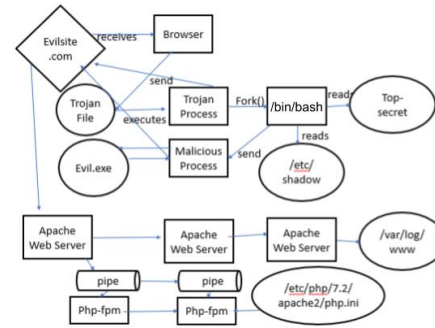 Evilsite
.com
receives
Browser
send
Trojan
File
executes
Trojan
Process
Fork()
/bin/bash
reads
Top-
secret
Evil.exe
Malicious
Process
send
reads
/etc/
shadow
Apache
Web Server
Apache
Web Server
Apache
Web Server
/var/log/
www
pipe
pipe
Php-fpm
Php-fpm
/etc/php/7.2/
apache2/php.ini